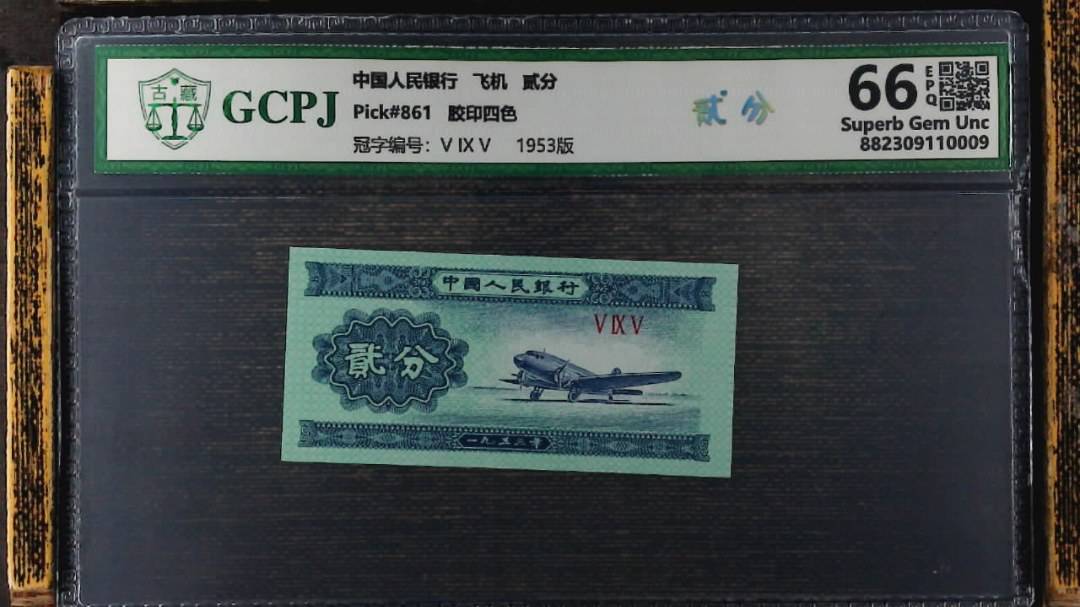 古藏
GCPJ
中国人民银行 飞机 贰分
Pick#861 胶印四色
冠字编号：V IX V 1953版
贰分
66 EPQ
Superb Gem Unc
882309110009
中國人民銀行
V IX V
貳分
一九五三年